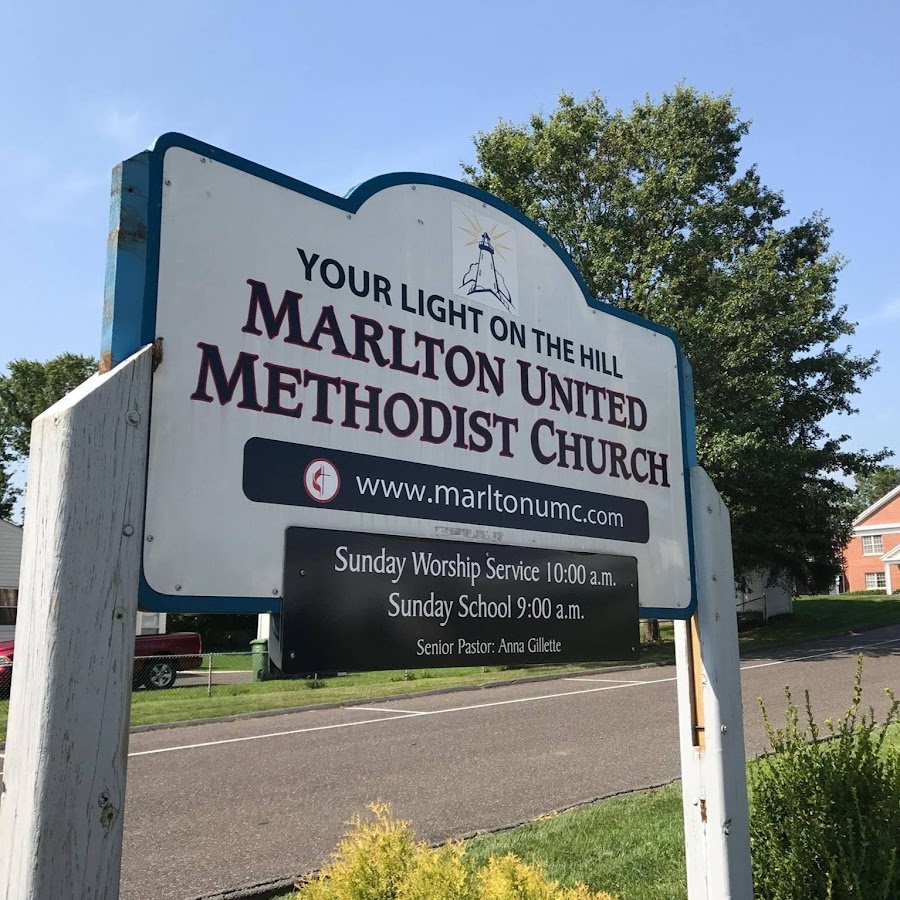 YOUR LIGHT ON THE HILL
MARLTON UNITED
METHODIST CHURCH
www.marltonumc.com
Sunday Worship Service 10:00 a.m.
Sunday School 9:00 a.m.
Senior Pastor: Anna Gillette